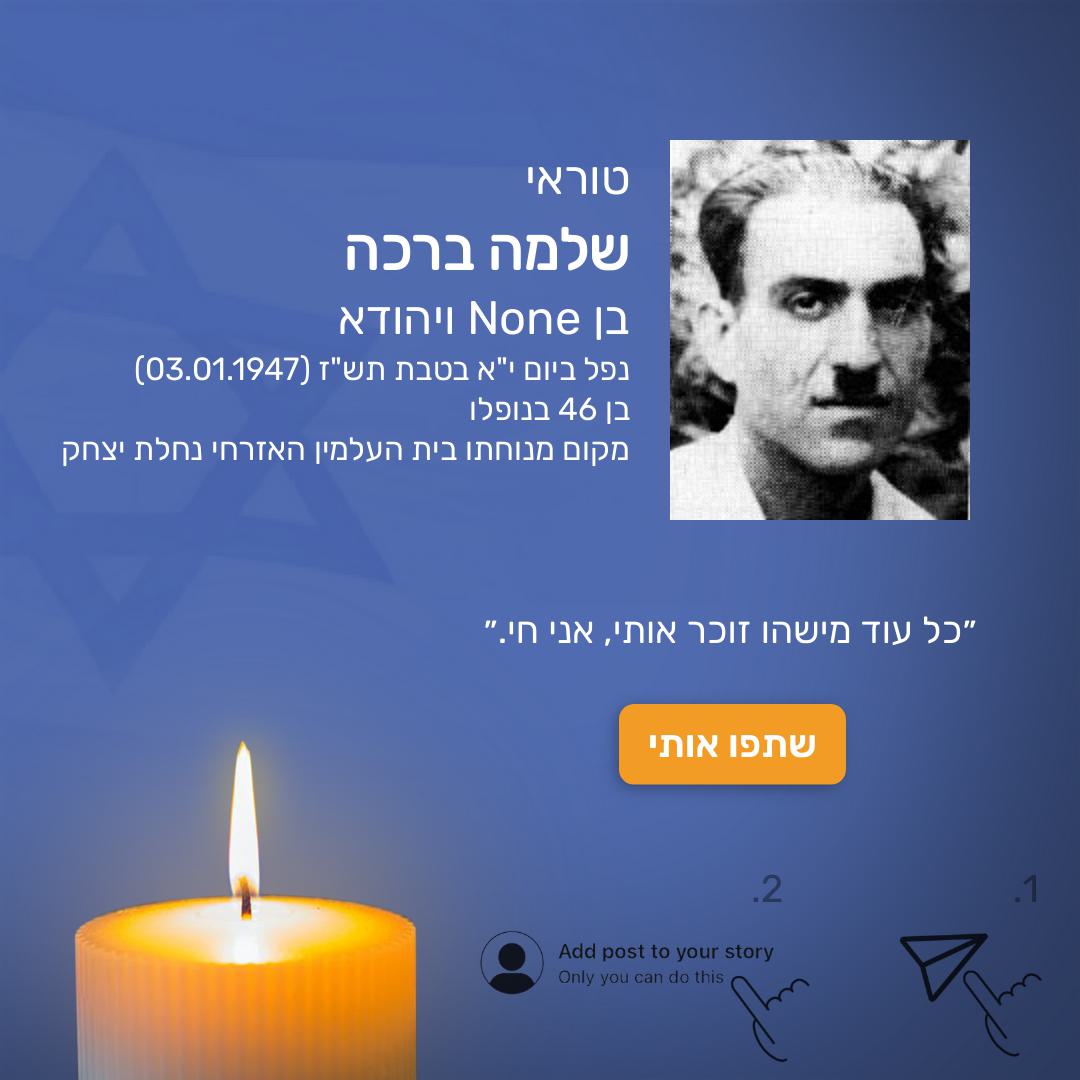 טוראי
שלמה ברכה
בן None ויהודא
נפל ביום י"א בטבת תש"ז (03.01.1947)
בן 46 בנופלו
מקום מנוחתו בית העלמין האזרחי נחלת יצחק
״כל עוד מישהו זוכר אותי, אני חי.״
שתפו אותי
.1
.2
Add post to your story
Only you can do this